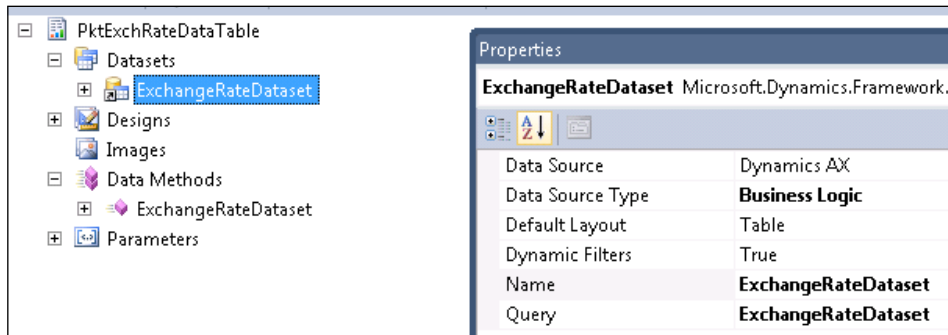 PktExchRateDataTable
Datasets
ExchangeRateDataset
Designs
Images
Data Methods
ExchangeRateDataset
Parameters
Properties
ExchangeRateDataset Microsoft.Dynamics.Framework.
Data Source Dynamics AX
Data Source Type Business Logic
Default Layout Table
Dynamic Filters True
Name ExchangeRateDataset
Query ExchangeRateDataset